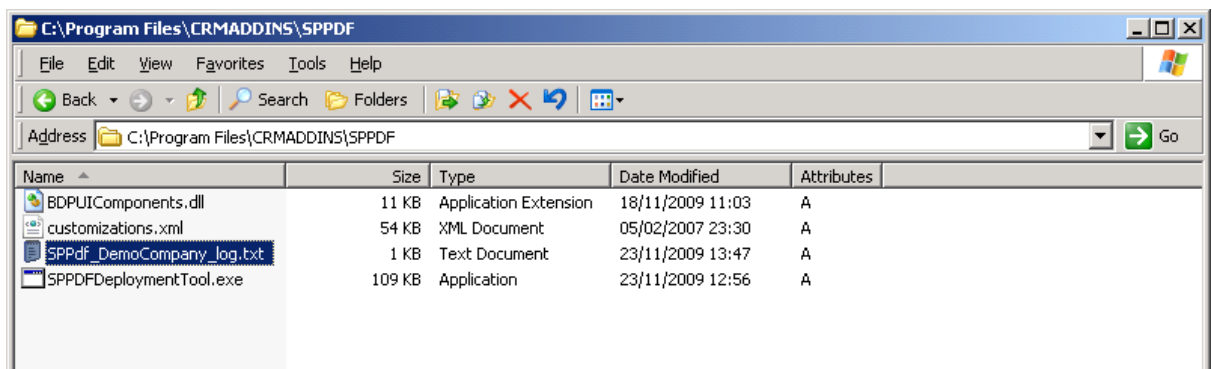 C:\Program Files\CRMADDINS\SPPDF
File Edit View Favorites Tools Help
Back Search Folders
Address C:\Program Files\CRMADDINS\SPPDF Go
Name Size Type Date Modified Attributes
BDPUIComponents.dll 11 KB Application Extension 18/11/2009 11:03 A
customizations.xml 54 KB XML Document 05/02/2007 23:30 A
SPPdf_DemoCompany_log.txt 1 KB Text Document 23/11/2009 13:47 A
SPPDFDeploymentTool.exe 109 KB Application 23/11/2009 12:56 A